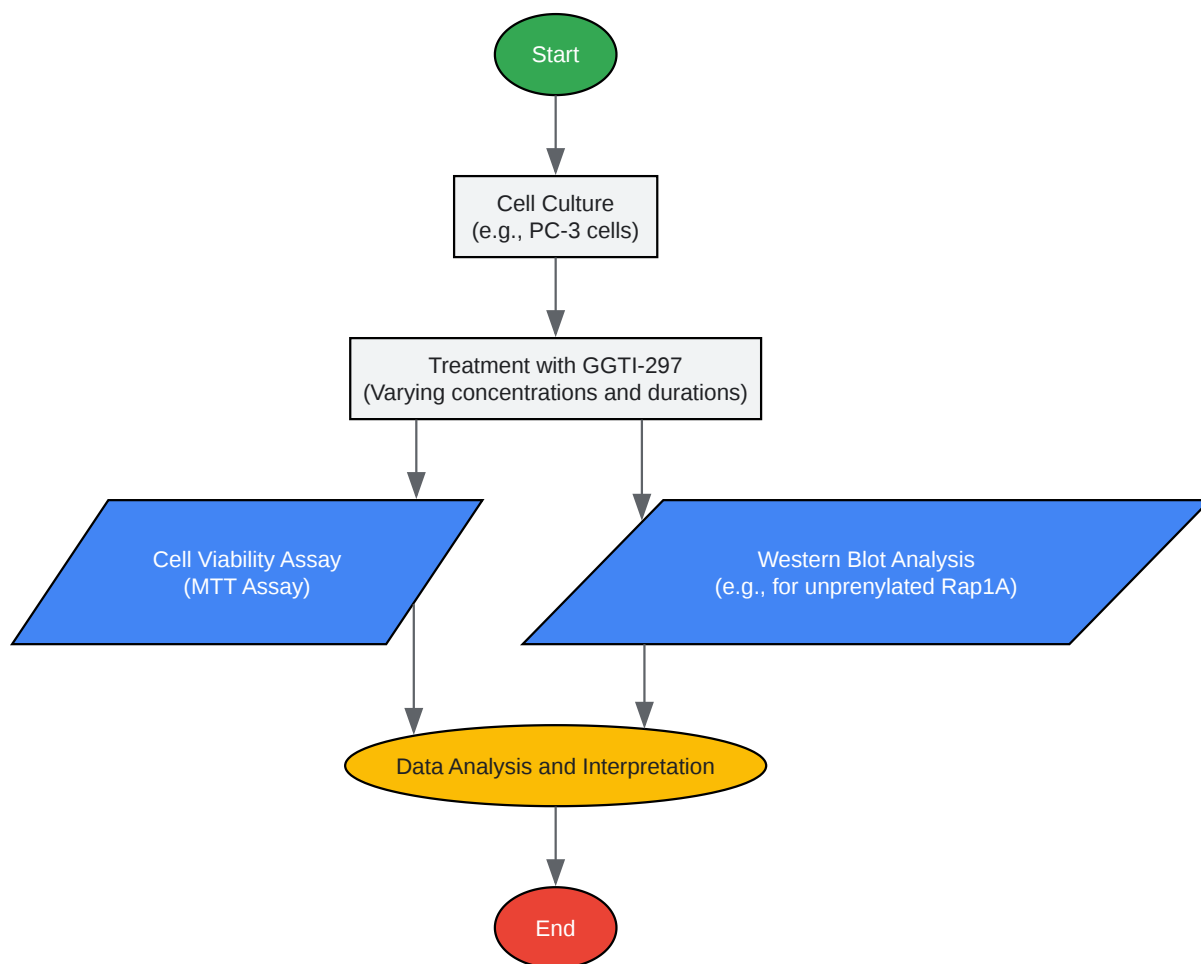 Start
Cell Culture
(e.g., PC-3 cells)
Treatment with GGTI-297
(Varying concentrations and durations)
Cell Viability Assay
(MTT Assay)
Western Blot Analysis
(e.g., for unprenylated Rap1A)
Data Analysis and Interpretation
End